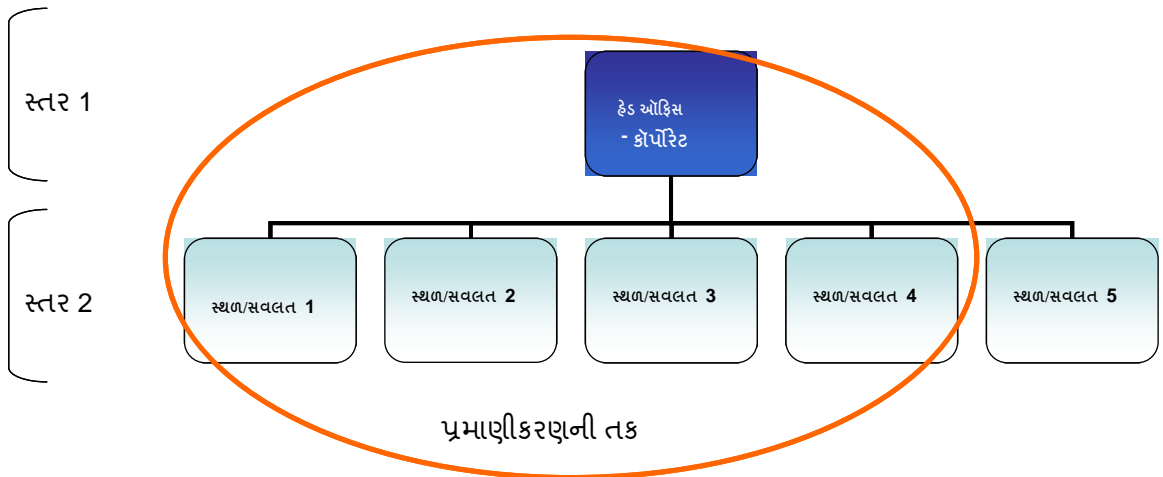 સ્તર 1
હેડ ઑફિસ
- કૉર્પોરેટ
સ્તર 2
સ્થળ/સવલત 1
સ્થળ/સવલત 2
સ્થળ/સવલત 3
સ્થળ/સવલત 4
સ્થળ/સવલત 5
પ્રમાણીકરણની તક